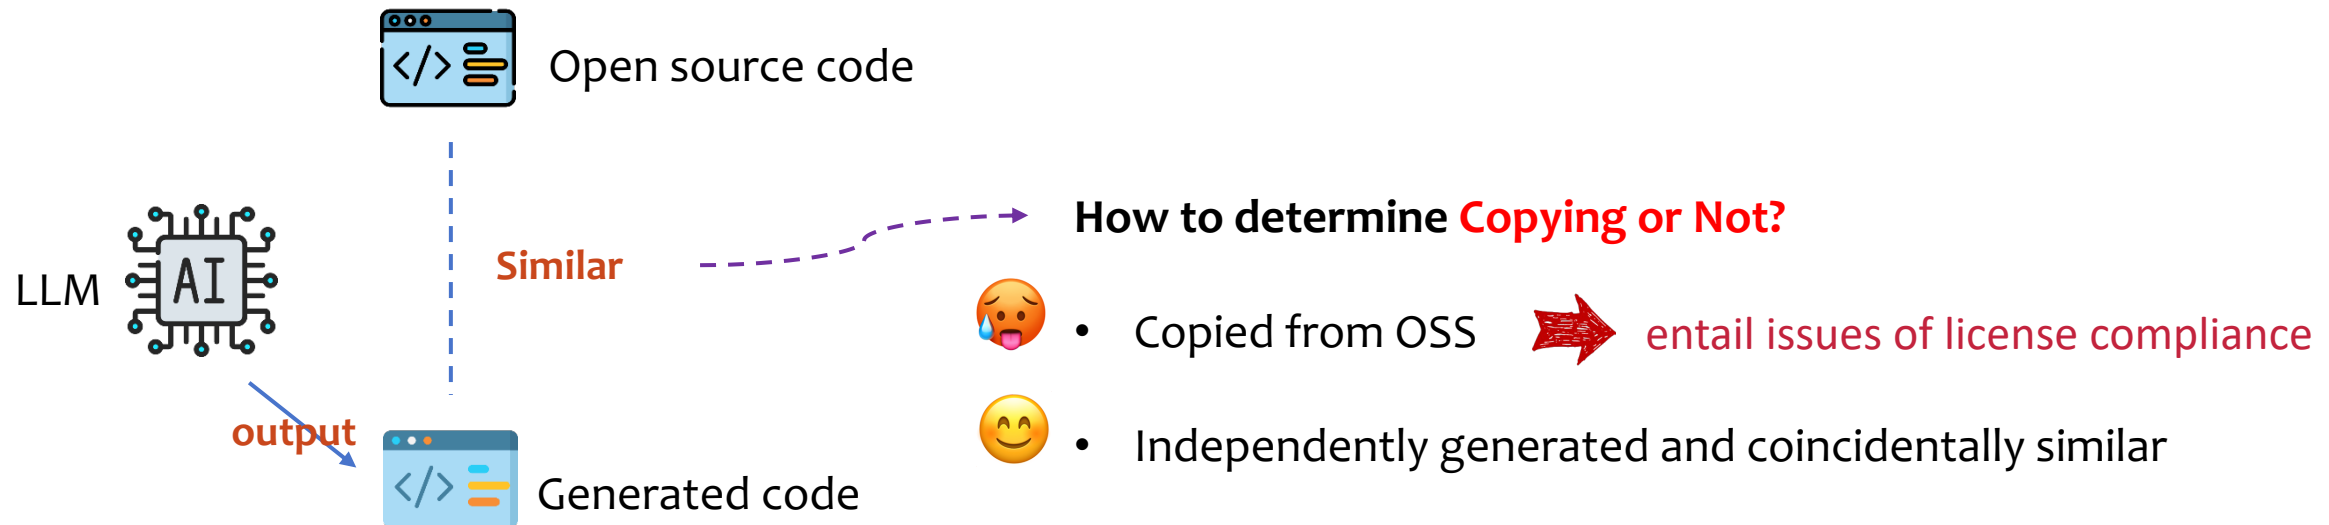 Open source code
</>
How to determine Copying or Not?
Similar
LLM
AI
• Copied from OSS
entail issues of license compliance
output
• Independently generated and coincidentally similar
</>
Generated code